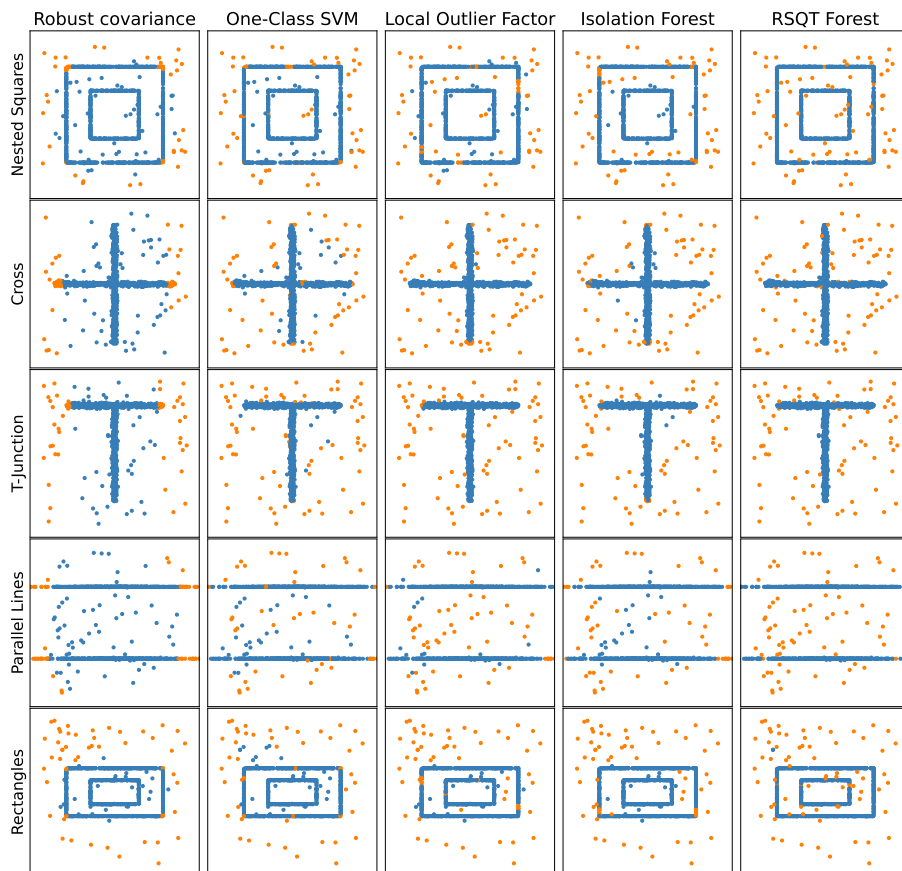 Robust covariance One-Class SVM Local Outlier Factor Isolation Forest RSQT Forest
Nested Squares
Cross
T-Junction
Parallel Lines
Rectangles